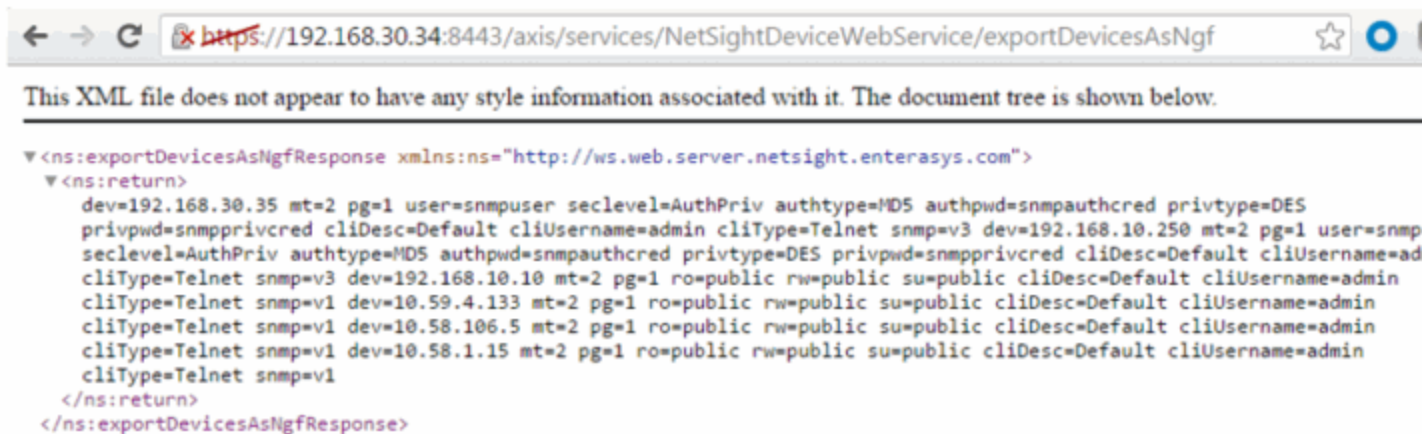 https://192.168.30.34:8443/axis/services/NetSightDeviceWebService/exportDevicesAsNgf
This XML file does not appear to have any style information associated with it. The document tree is shown below.
▼<ns:exportDevicesAsNgfResponse xmlns:ns="http://ws.web.server.netsight.enterasys.com">
▼<ns:return>
dev=192.168.30.35 mt=2 pg=1 user=snmpuser seclevel=AuthPriv authtype=MD5 authpwd=snmpauthcred privtype=DES
privpwd=snmpprivcred cliDesc=Default cliUsername=admin cliType=Telnet snmp=v3 dev=192.168.10.250 mt=2 pg=1 user=snmp
seclevel=AuthPriv authtype=MD5 authpwd=snmpauthcred privtype=DES privpwd=snmpprivcred cliDesc=Default cliUsername=ad
cliType=Telnet snmp=v3 dev=192.168.10.10 mt=2 pg=1 ro=public rw=public su=public cliDesc=Default cliUsername=admin
cliType=Telnet snmp=v1 dev=10.59.4.133 mt=2 pg=1 ro=public rw=public su=public cliDesc=Default cliUsername=admin
cliType=Telnet snmp=v1 dev=10.58.106.5 mt=2 pg=1 ro=public rw=public su=public cliDesc=Default cliUsername=admin
cliType=Telnet snmp=v1 dev=10.58.1.15 mt=2 pg=1 ro=public rw=public su=public cliDesc=Default cliUsername=admin
cliType=Telnet snmp=v1
</ns:return>
</ns:exportDevicesAsNgfResponse>